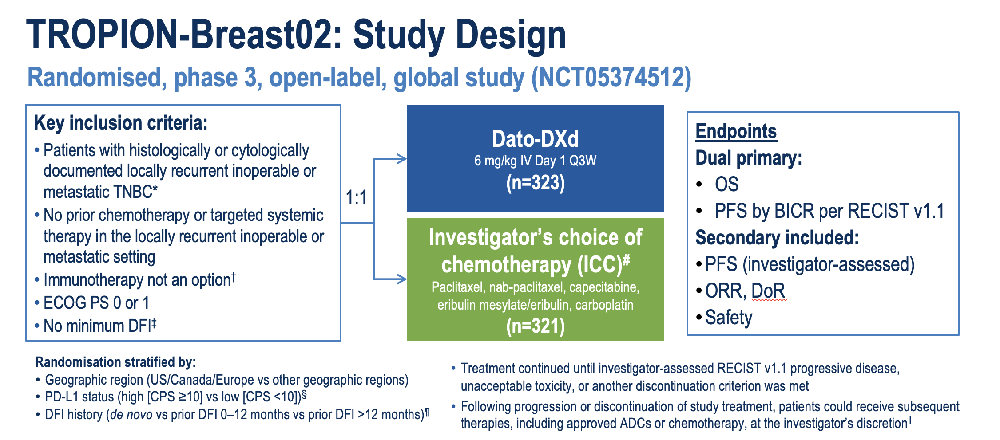 TROPION-Breast02: Study Design
Randomised, phase 3, open-label, global study (NCT05374512)
Key inclusion criteria:
• Patients with histologically or cytologically
documented locally recurrent inoperable or
metastatic TNBC*
• No prior chemotherapy or targeted systemic
therapy in the locally recurrent inoperable or
metastatic setting
• Immunotherapy not an option†
• ECOG PS 0 or 1
• No minimum DFI‡
1:1
Dato-DXd
6 mg/kg IV Day 1 Q3W
(n=323)
Investigator’s choice of
chemotherapy (ICC)#
Paclitaxel, nab-paclitaxel, capecitabine,
eribulin mesylate/eribulin, carboplatin
(n=321)
Endpoints
Dual primary:
• OS
• PFS by BICR per RECIST v1.1
Secondary included:
• PFS (investigator-assessed)
• ORR, DoR
• Safety
Randomisation stratified by:
• Geographic region (US/Canada/Europe vs other geographic regions)
• PD-L1 status (high [CPS ≥10] vs low [CPS <10])§
• DFI history (de novo vs prior DFI 0–12 months vs prior DFI >12 months)¶
• Treatment continued until investigator-assessed RECIST v1.1 progressive disease,
unacceptable toxicity, or another discontinuation criterion was met
• Following progression or discontinuation of study treatment, patients could receive subsequent
therapies, including approved ADCs or chemotherapy, at the investigator’s discretion‖